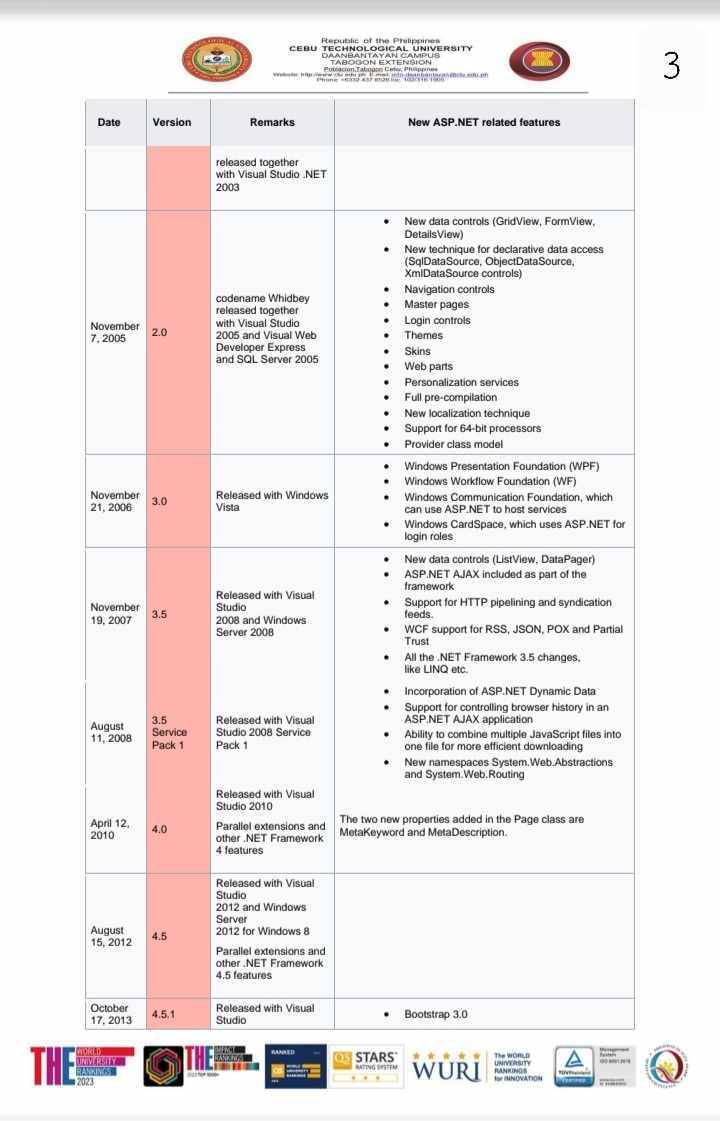 Republic of the Philippines
CEBU TECHNOLOGICAL UNIVERSITY
DAANBANTAYAN CAMPUS
TABOGON EXTENSION
Poblacion,Tabogon Cebu, Philippines
3
Date Version Remarks New ASP.NET related features
released together
with Visual Studio .NET
2003
November
7, 2005
2.0
codename Whidbey
released together
with Visual Studio
2005 and Visual Web
Developer Express
and SQL Server 2005
• New data controls (GridView, FormView,
DetailsView)
• New technique for declarative data access
(SqlDataSource, ObjectDataSource,
XmlDataSource controls)
• Navigation controls
• Master pages
• Login controls
• Themes
• Skins
• Web parts
• Personalization services
• Full pre-compilation
• New localization technique
• Support for 64-bit processors
• Provider class model
November
21, 2006
3.0
Released with Windows
Vista
• Windows Presentation Foundation (WPF)
• Windows Workflow Foundation (WF)
• Windows Communication Foundation, which
can use ASP.NET to host services
• Windows CardSpace, which uses ASP.NET for
login roles
November
19, 2007
3.5
Released with Visual
Studio
2008 and Windows
Server 2008
• New data controls (ListView, DataPager)
• ASP.NET AJAX included as part of the
framework
• Support for HTTP pipelining and syndication
feeds.
• WCF support for RSS, JSON, POX and Partial
Trust
• All the .NET Framework 3.5 changes,
like LINQ etc.
August
11, 2008
3.5
Service
Pack 1
Released with Visual
Studio 2008 Service
Pack 1
• Incorporation of ASP.NET Dynamic Data
• Support for controlling browser history in an
ASP.NET AJAX application
• Ability to combine multiple JavaScript files into
one file for more efficient downloading
• New namespaces System.Web.Abstractions
and System.Web.Routing
April 12,
2010
4.0
Released with Visual
Studio 2010
Parallel extensions and
other .NET Framework
4 features
The two new properties added in the Page class are
MetaKeyword and MetaDescription.
August
15, 2012
4.5
Released with Visual
Studio
2012 and Windows
Server
2012 for Windows 8
Parallel extensions and
other .NET Framework
4.5 features
October
17, 2013
4.5.1
Released with Visual
Studio
• Bootstrap 3.0
THE WORLD
UNIVERSITY
RANKINGS
2023
THE IMPACT
RANKINGS
RANKED
QS WORLD
UNIVERSITY
RANKINGS
QS STARS
RATING SYSTEM
WURI
The WORLD
UNIVERSITY
RANKINGS
for INNOVATION
TÜVRheinland
CERTIFIED
Management
System